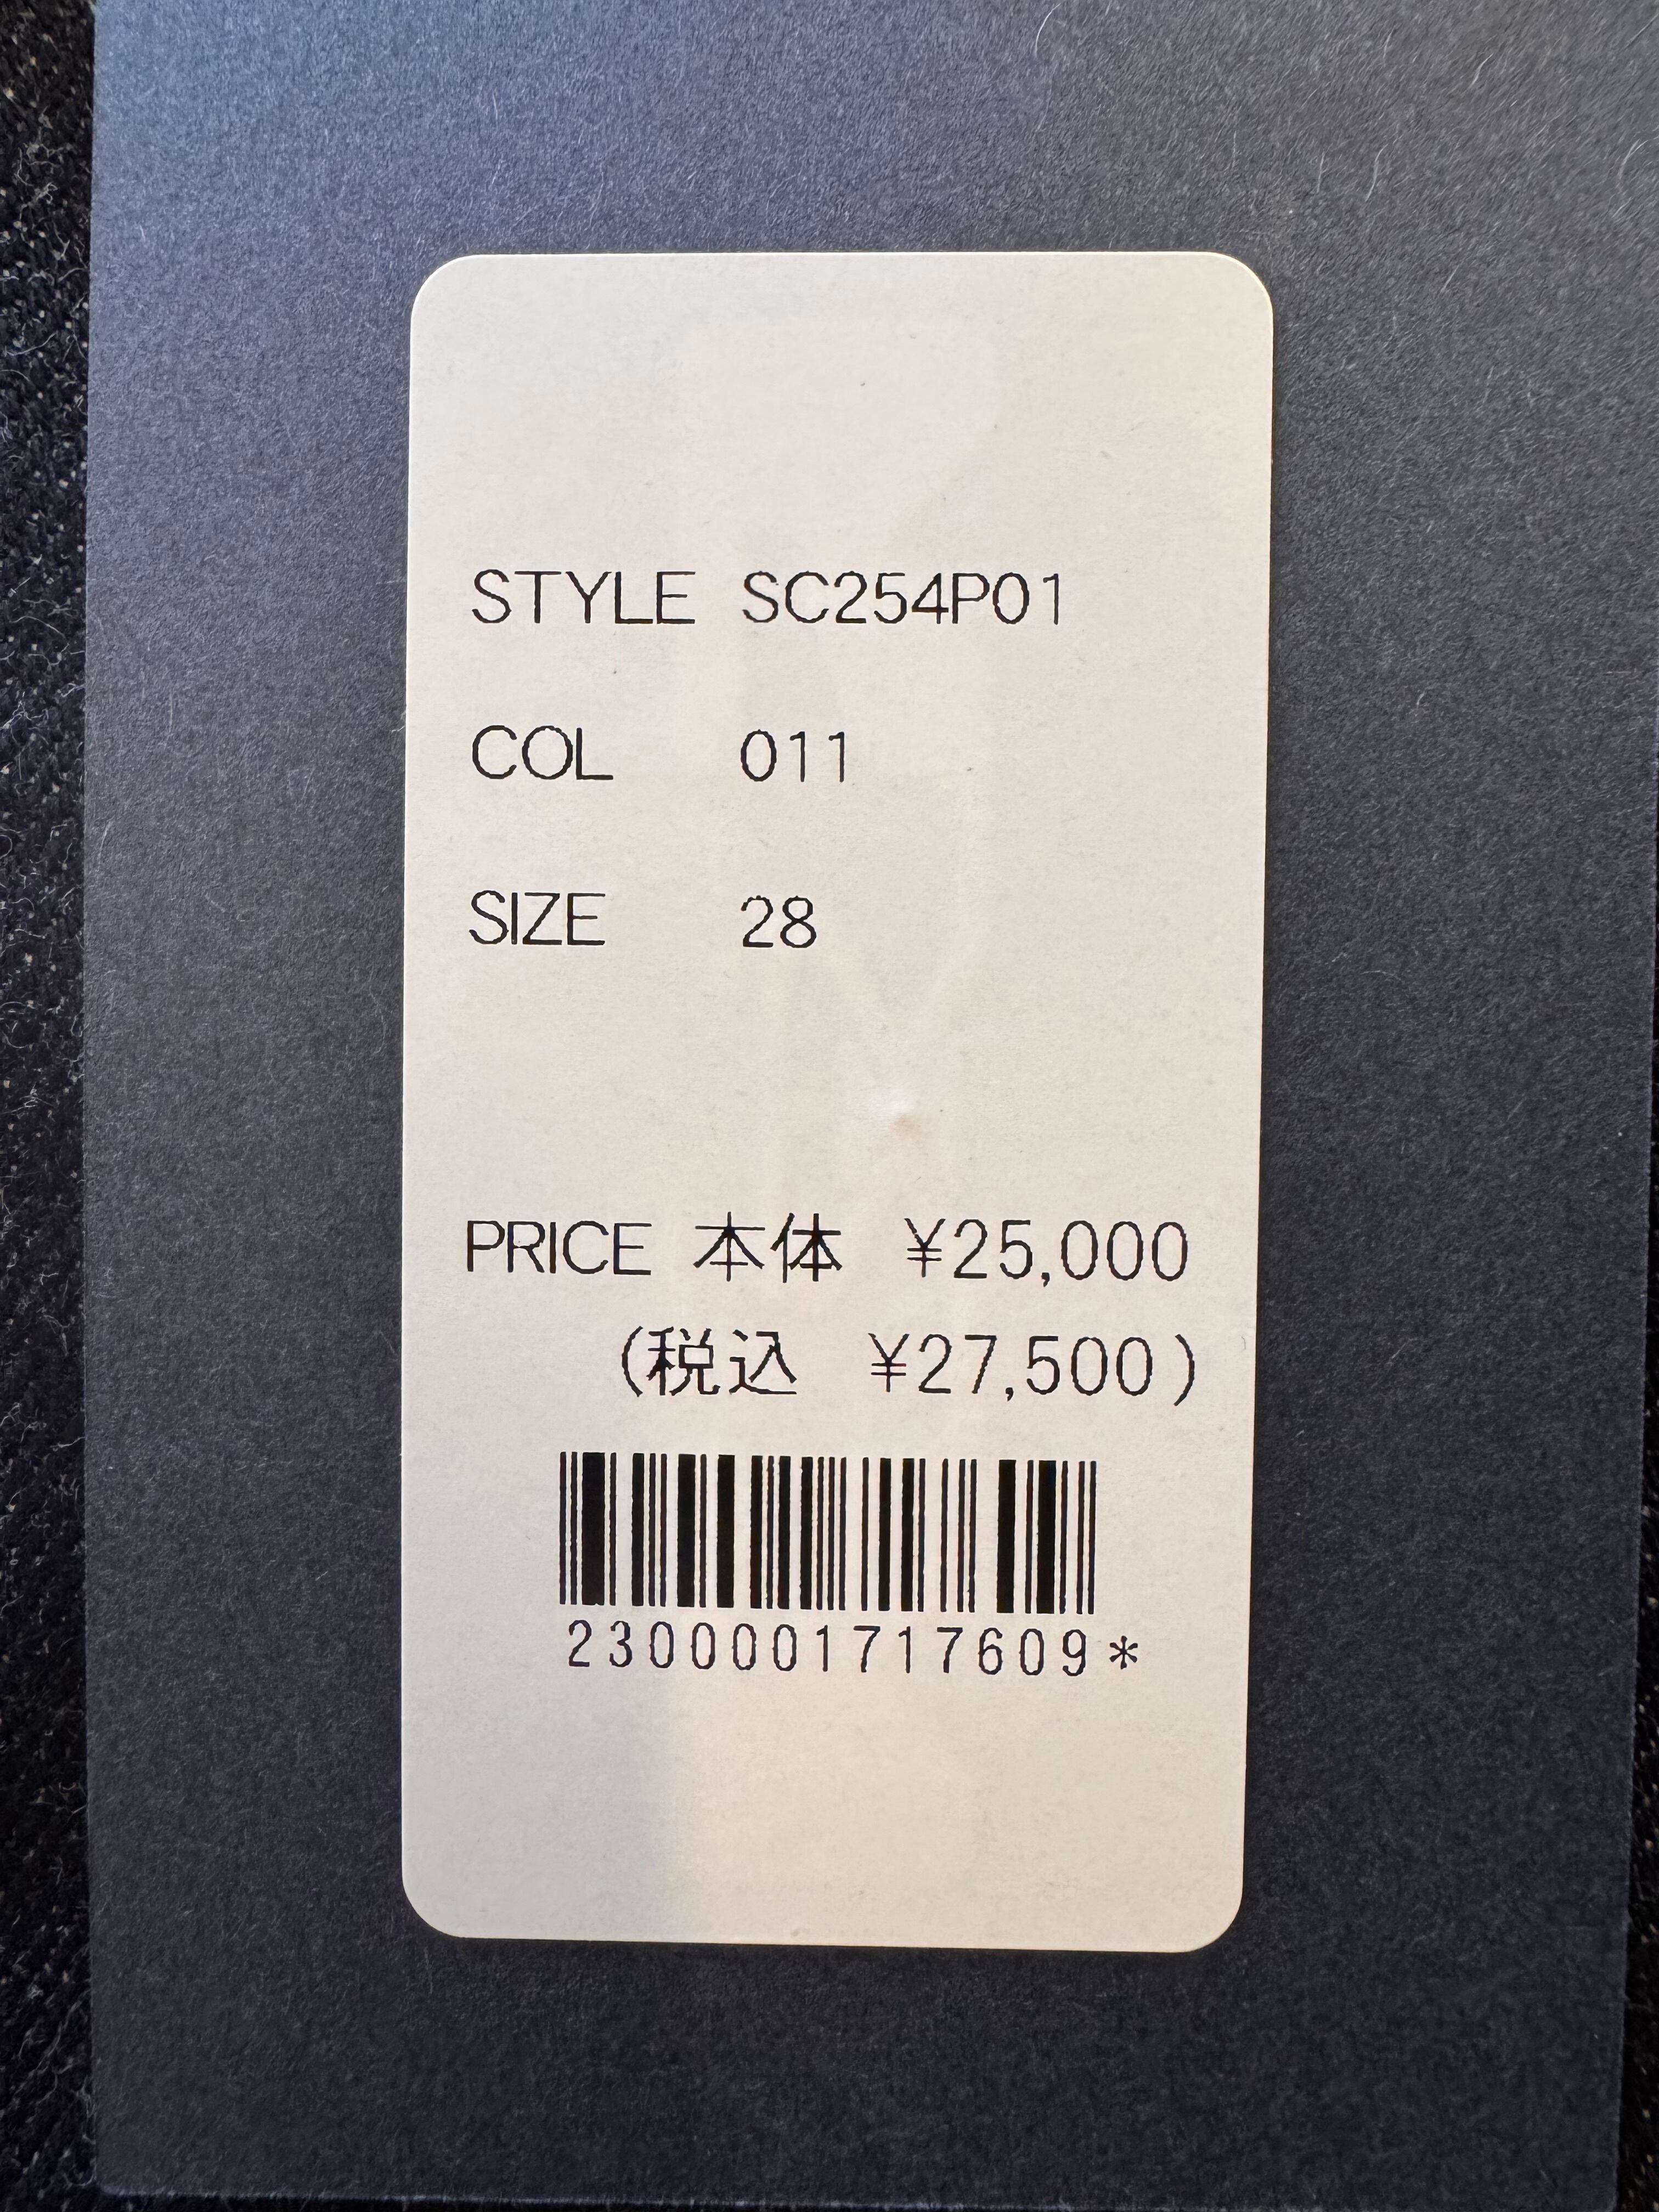 STYLE SC254P01
COL 011
SIZE 28
PRICE 本体 ¥25,000
(税込 ¥27,500)
2300001717609*